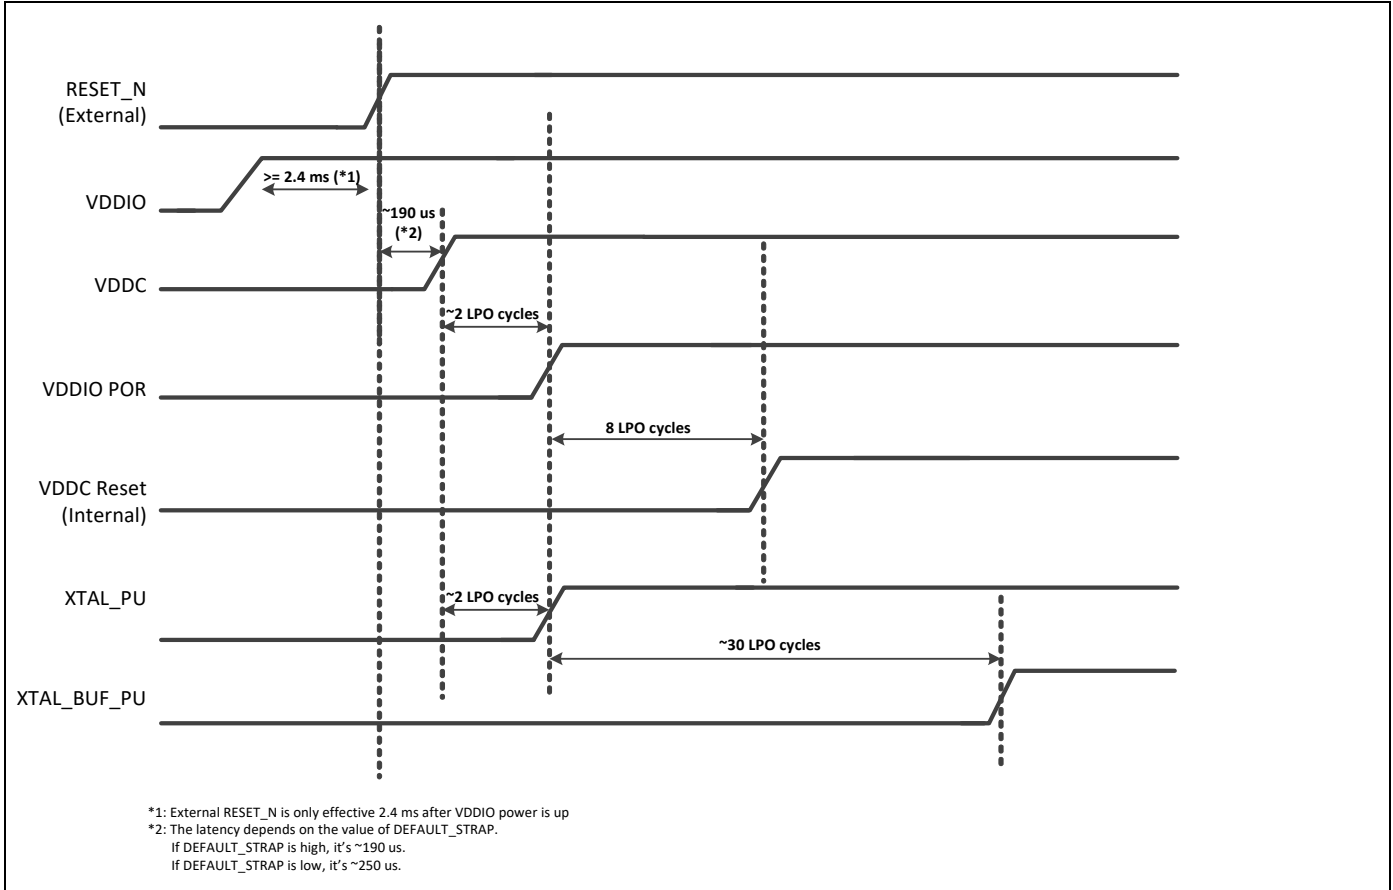 RESET_N
(External)
>= 2.4 ms (*1)
VDDIO
~190 us
(*2)
VDDC
~2 LPO cycles
VDDIO POR
8 LPO cycles
VDDC Reset
(Internal)
XTAL_PU
~2 LPO cycles
~30 LPO cycles
XTAL_BUF_PU
*1: External RESET_N is only effective 2.4 ms after VDDIO power is up
*2: The latency depends on the value of DEFAULT_STRAP.
If DEFAULT_STRAP is high, it's ~190 us.
If DEFAULT_STRAP is low, it's ~250 us.